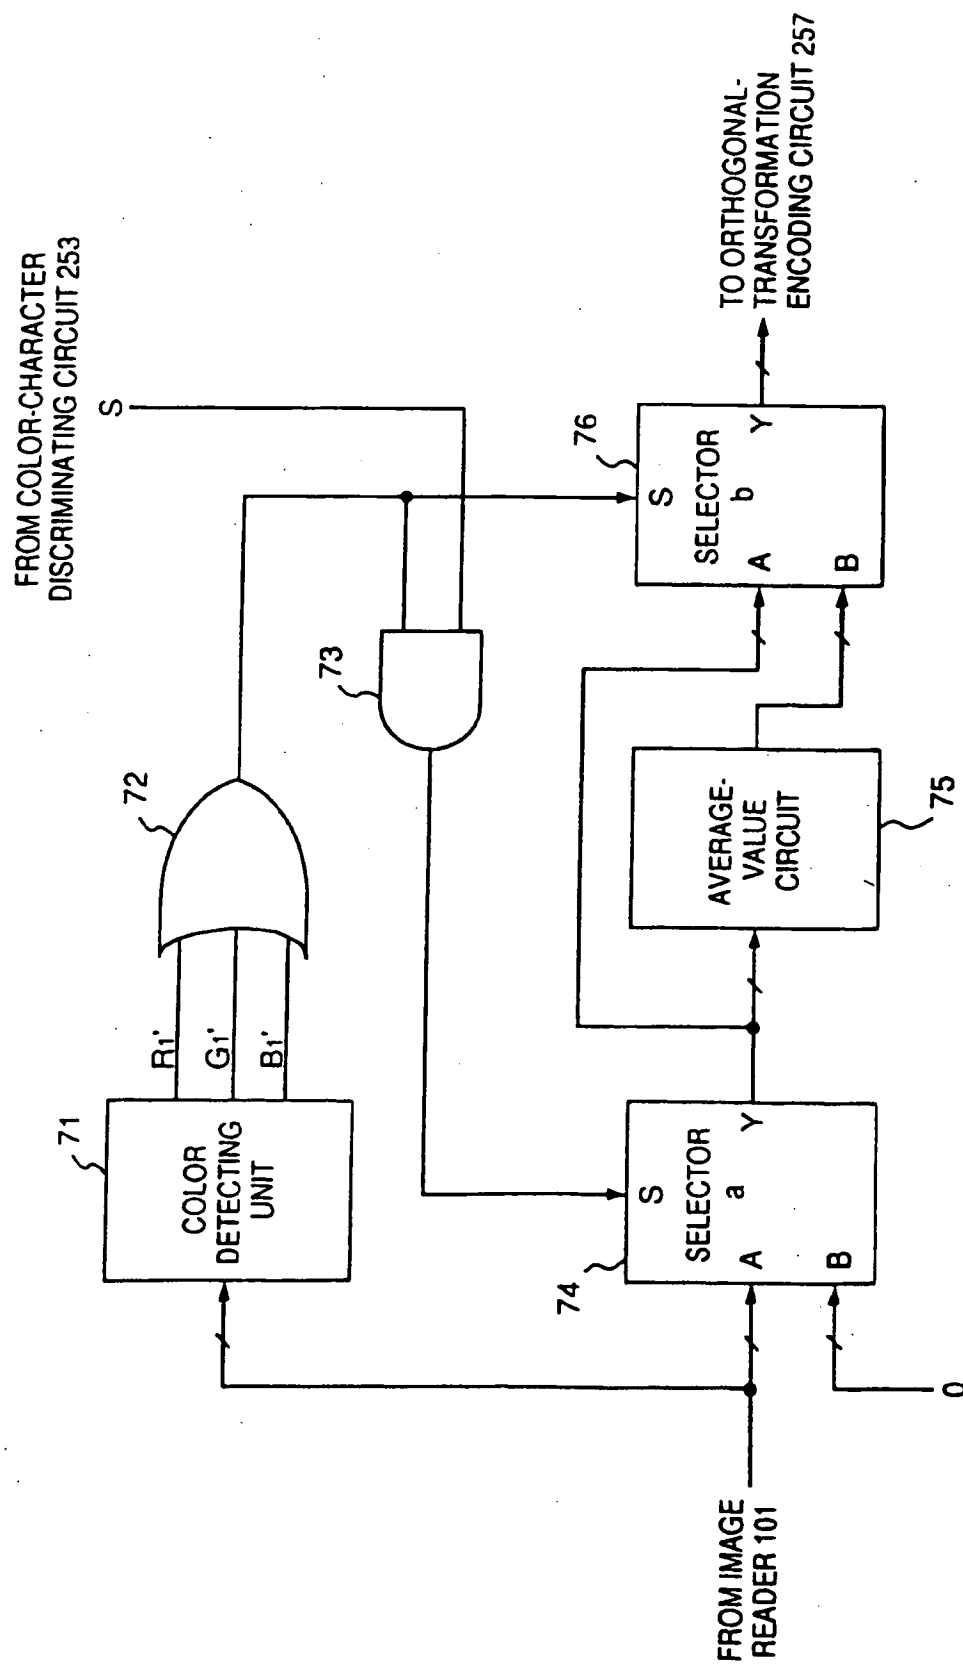 FROM COLOR-CHARACTER
DISCRIMINATING CIRCUIT 253
S
71
COLOR
DETECTING
UNIT
R1'
G1'
B1'
72
73
74
S
SELECTOR
a
A
Y
B
FROM IMAGE
READER 101
0
AVERAGE-
VALUE
CIRCUIT
75
76
S
SELECTOR
b
A
Y
B
TO ORTHOGONAL-
TRANSFORMATION
ENCODING CIRCUIT 257